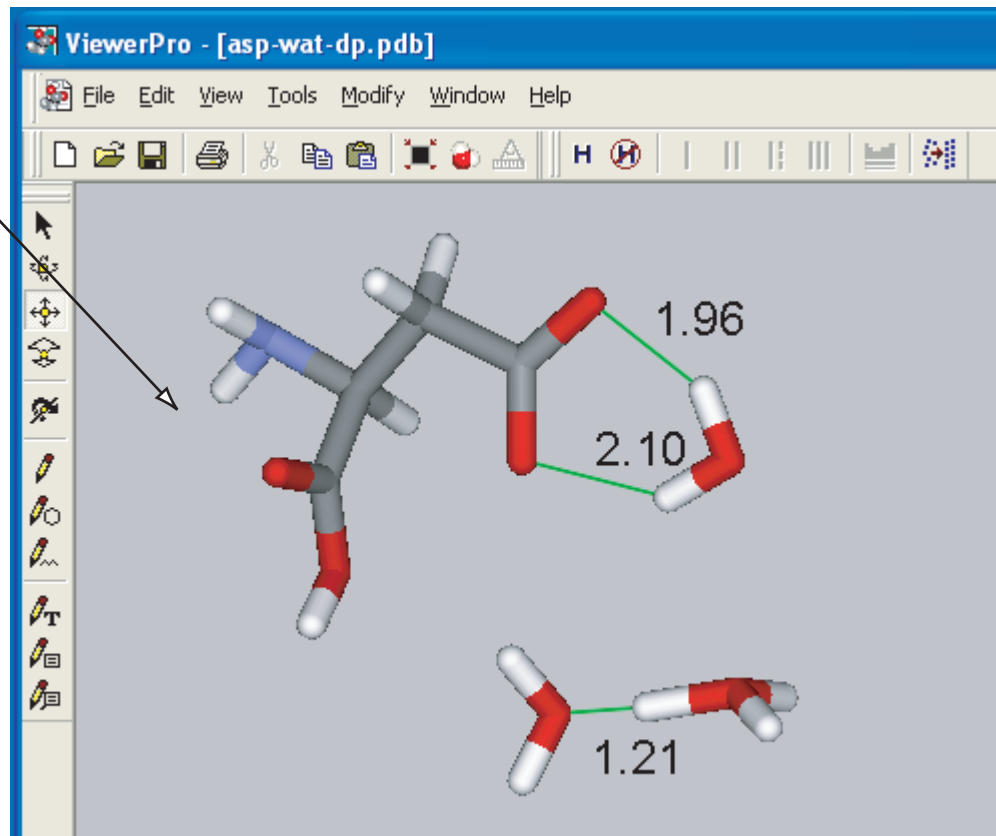 ViewerPro - [asp-wat-dp.pdb]
File Edit View Tools Modify Window Help
H H
T
1.96
2.10
1.21